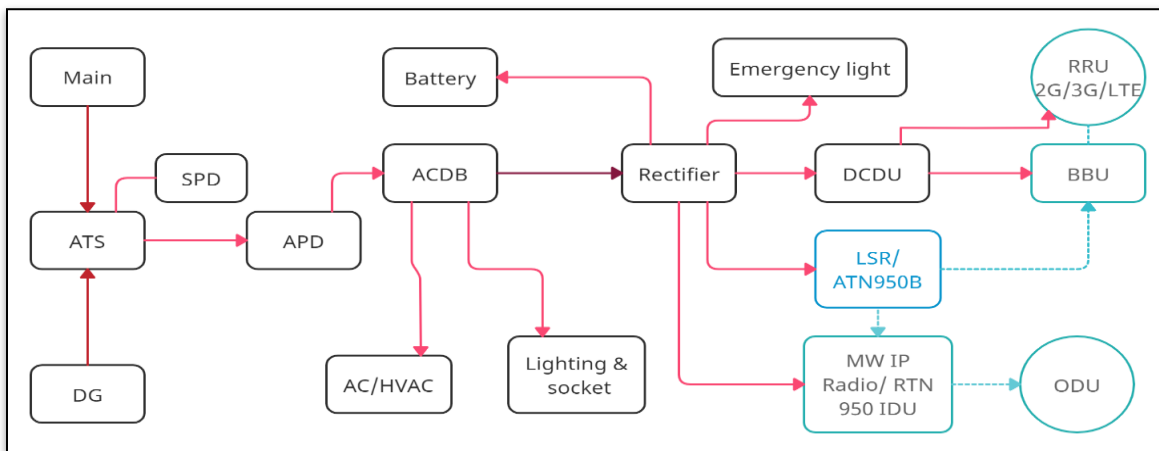 Main
Battery
Emergency light
RRU
2G/3G/LTE
SPD
ACDB
Rectifier
DCDU
BBU
ATS
APD
LSR/
ATN950B
DG
AC/HVAC
Lighting &
socket
MW IP
Radio/ RTN
950 IDU
ODU